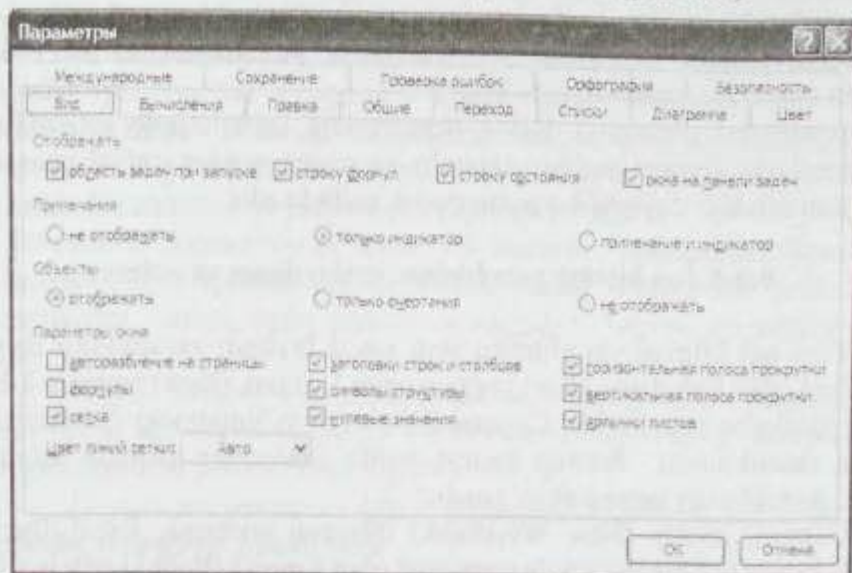 Параметры
Международные Сохранение Проверка ошибок Орфография Безопасность
Вид Вычисления Правка Общие Переход Списки Диаграмма Цвет
Отображать
область задач при запуске строку формул строку состояния окна на панели задач
Примечания
не отображать только индикатор примечание и индикатор
Объекты
отображать только очертания не отображать
Параметры окна
авторазбиение на страницы заголовки строк и столбцов горизонтальная полоса прокрутки
формулы символы структуры вертикальная полоса прокрутки
сетка нулевые значения ярлычки листов
Цвет линий сетки: Авто
ОК Отмена